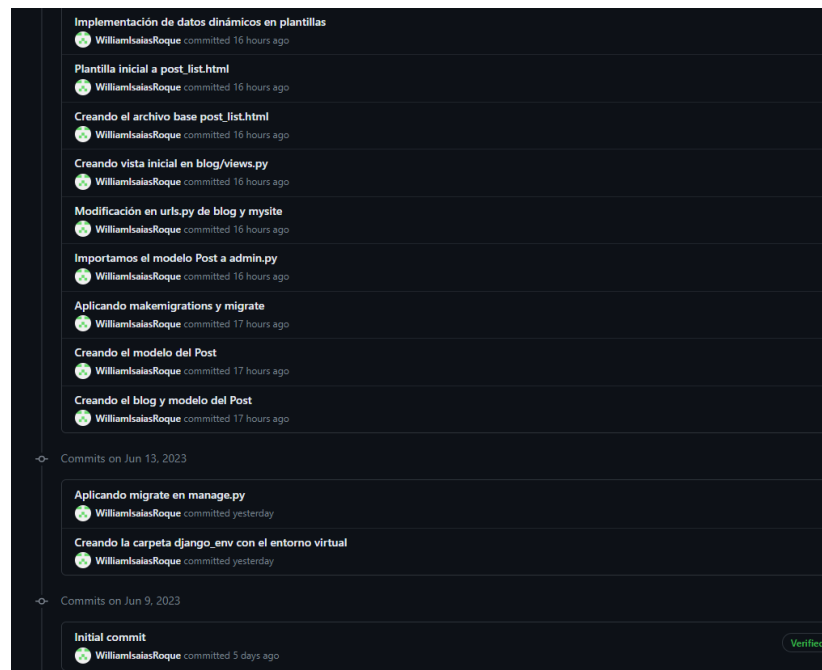 Implementación de datos dinámicos en plantillas
WilliamIsaiasRoque committed 16 hours ago
Plantilla inicial a post_list.html
WilliamIsaiasRoque committed 16 hours ago
Creando el archivo base post_list.html
WilliamIsaiasRoque committed 16 hours ago
Creando vista inicial en blog/views.py
WilliamIsaiasRoque committed 16 hours ago
Modificación en urls.py de blog y mysite
WilliamIsaiasRoque committed 16 hours ago
Importamos el modelo Post a admin.py
WilliamIsaiasRoque committed 16 hours ago
Aplicando makemigrations y migrate
WilliamIsaiasRoque committed 17 hours ago
Creando el modelo del Post
WilliamIsaiasRoque committed 17 hours ago
Creando el blog y modelo del Post
WilliamIsaiasRoque committed 17 hours ago
Commits on Jun 13, 2023
Aplicando migrate en manage.py
WilliamIsaiasRoque committed yesterday
Creando la carpeta django_env con el entorno virtual
WilliamIsaiasRoque committed yesterday
Commits on Jun 9, 2023
Initial commit
Verified
WilliamIsaiasRoque committed 5 days ago